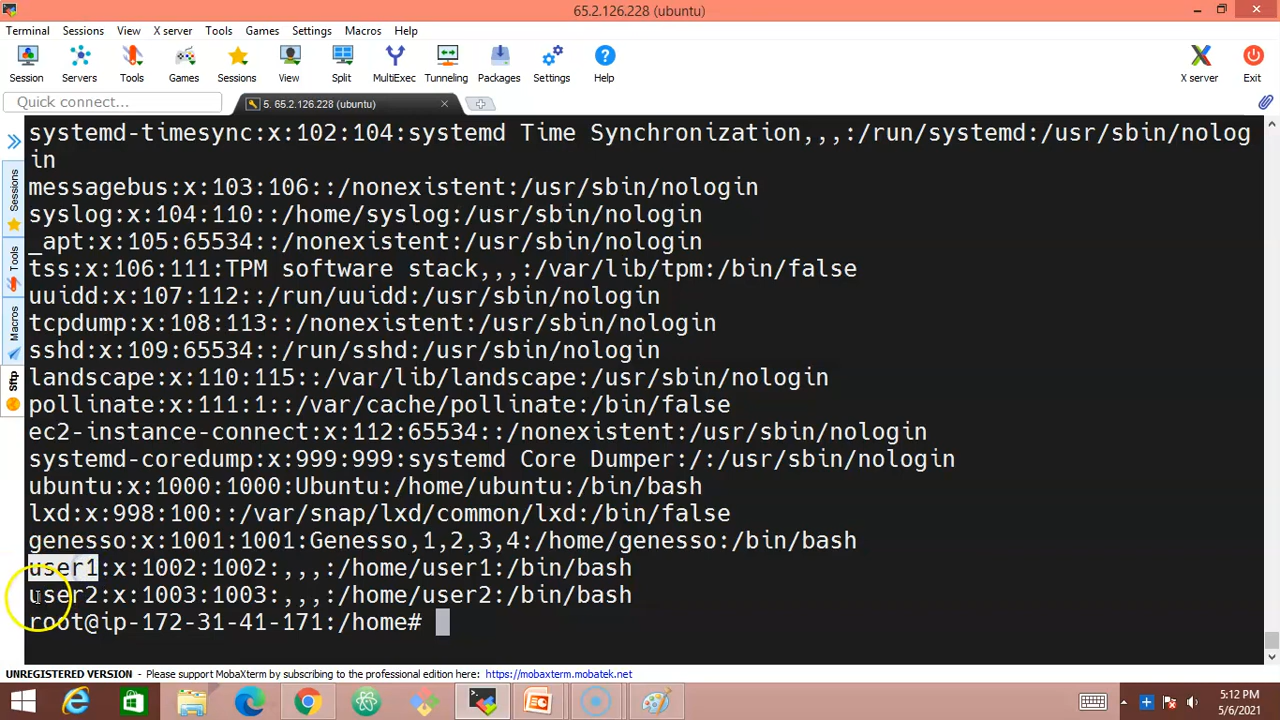 65.2.126.228 (ubuntu)
Terminal Sessions View X server Tools Games Settings Macros Help
Session Servers Tools Games Sessions View Split MultiExec Tunneling Packages Settings Help X server Exit
Quick connect...
5. 65.2.126.228 (ubuntu)
Sessions
Tools
Macros
Sftp
systemd-timesync:x:102:104:systemd Time Synchronization,,,:/run/systemd:/usr/sbin/nolog
in
messagebus:x:103:106::/nonexistent:/usr/sbin/nologin
syslog:x:104:110::/home/syslog:/usr/sbin/nologin
_apt:x:105:65534::/nonexistent:/usr/sbin/nologin
tss:x:106:111:TPM software stack,,,:/var/lib/tpm:/bin/false
uuidd:x:107:112::/run/uuidd:/usr/sbin/nologin
tcpdump:x:108:113::/nonexistent:/usr/sbin/nologin
sshd:x:109:65534::/run/sshd:/usr/sbin/nologin
landscape:x:110:115::/var/lib/landscape:/usr/sbin/nologin
pollinate:x:111:1::/var/cache/pollinate:/bin/false
ec2-instance-connect:x:112:65534::/nonexistent:/usr/sbin/nologin
systemd-coredump:x:999:999:systemd Core Dumper:/:/usr/sbin/nologin
ubuntu:x:1000:1000:Ubuntu:/home/ubuntu:/bin/bash
lxd:x:998:100::/var/snap/lxd/common/lxd:/bin/false
genesso:x:1001:1001:Genesso,1,2,3,4:/home/genesso:/bin/bash
user1:x:1002:1002:,,,:/home/user1:/bin/bash
user2:x:1003:1003:,,,:/home/user2:/bin/bash
root@ip-172-31-41-171:/home#
UNREGISTERED VERSION - Please support MobaXterm by subscribing to the professional edition here: https://mobaxterm.mobatek.net
5:12 PM
5/6/2021